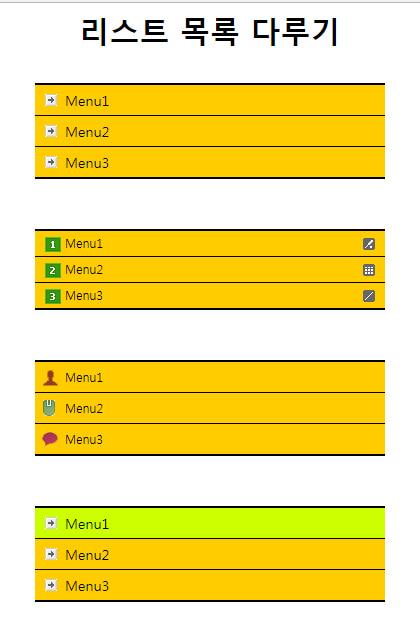 리스트 목록 다루기
Menu1
Menu2
Menu3
1 Menu1
2 Menu2
3 Menu3
Menu1
Menu2
Menu3
Menu1
Menu2
Menu3